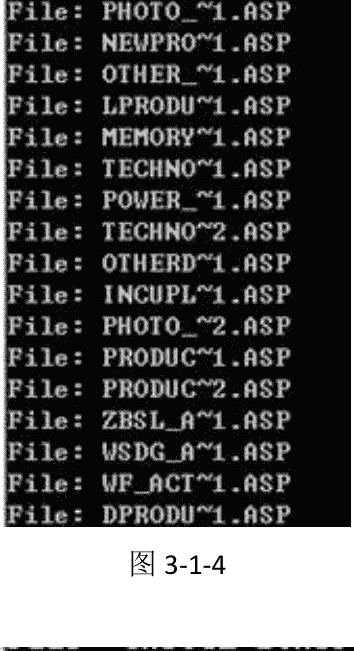 File: PHOTO_~1.ASP
File: NEWPRO~1.ASP
File: OTHER_~1.ASP
File: LPRODU~1.ASP
File: MEMORY~1.ASP
File: TECHNO~1.ASP
File: POWER_~1.ASP
File: TECHNO~2.ASP
File: OTHERD~1.ASP
File: INCUPL~1.ASP
File: PHOTO_~2.ASP
File: PRODUC~1.ASP
File: PRODUC~2.ASP
File: ZBSL_A~1.ASP
File: WSDG_A~1.ASP
File: WF_ACT~1.ASP
File: DPRODU~1.ASP
图 3-1-4